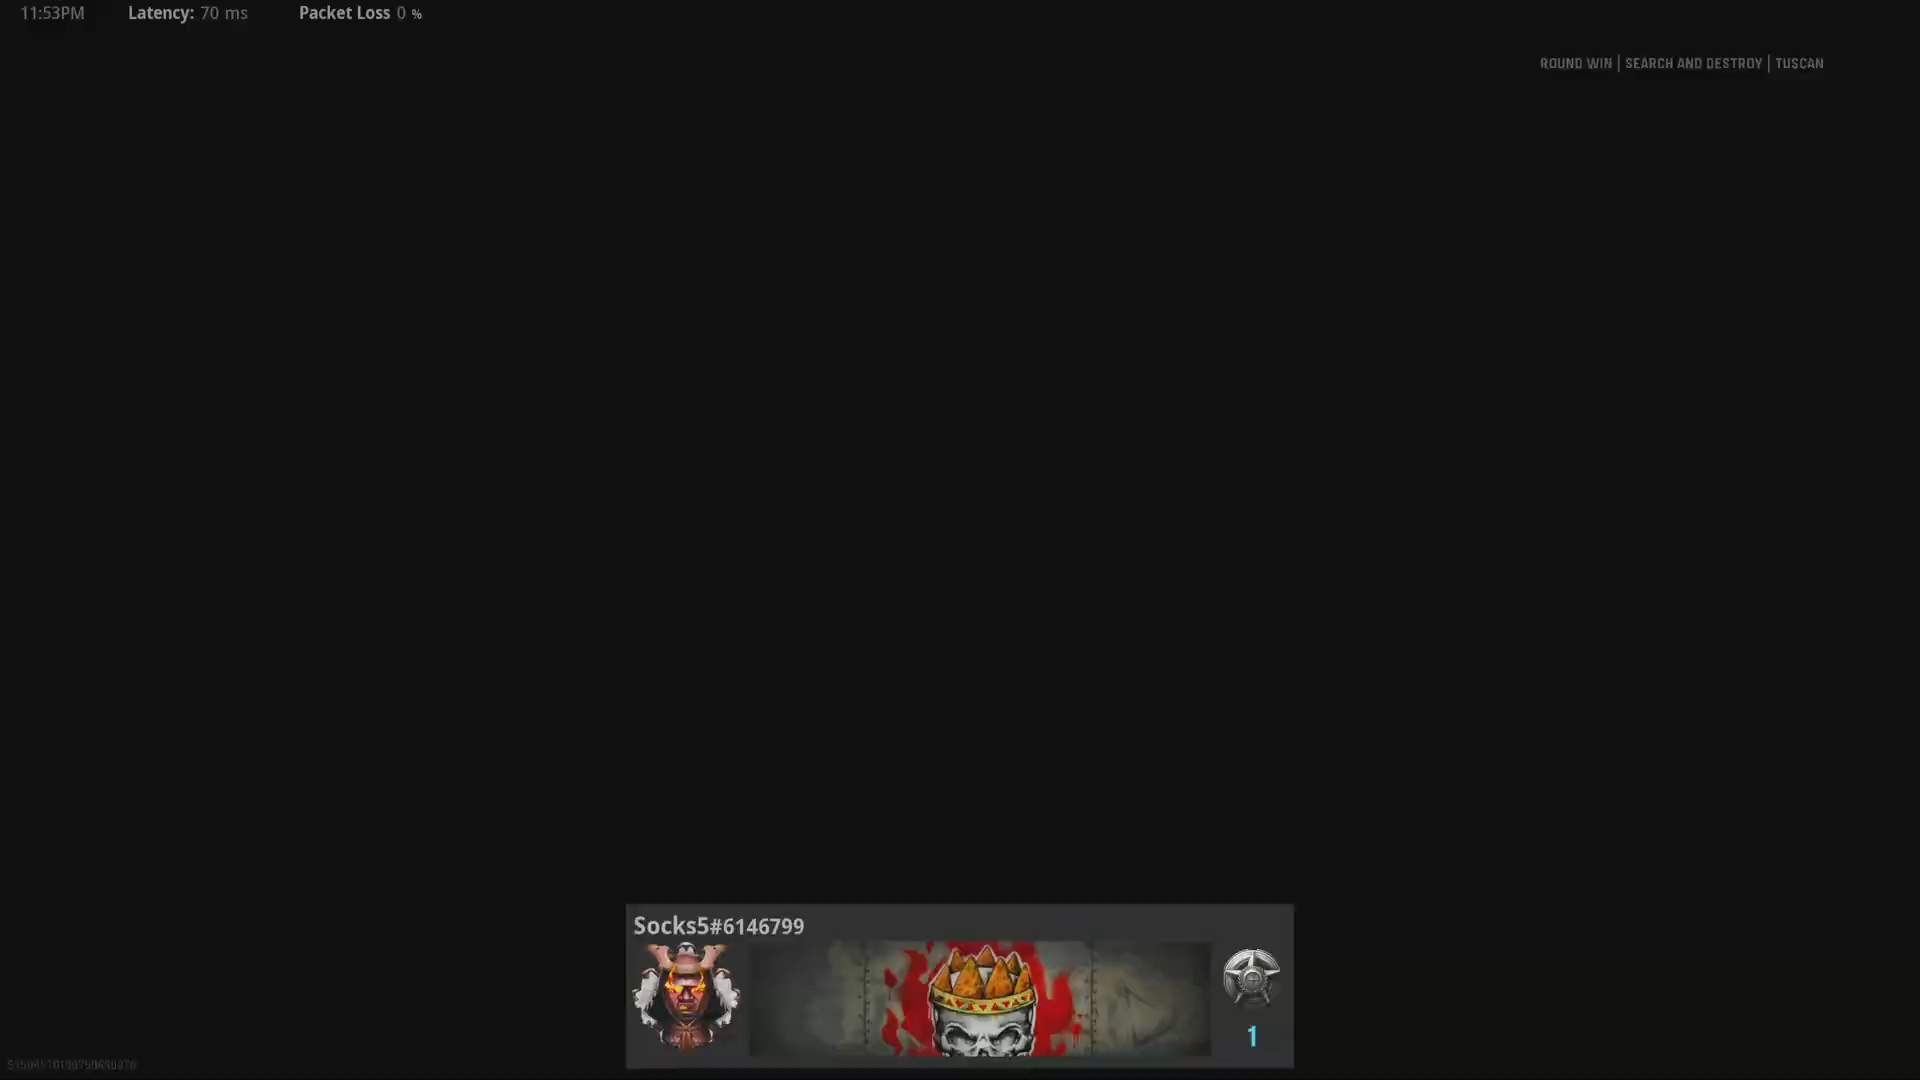 11:53PM Latency: 70 ms Packet Loss 0 %
ROUND WIN | SEARCH AND DESTROY | TUSCAN
Socks5#6146799
1